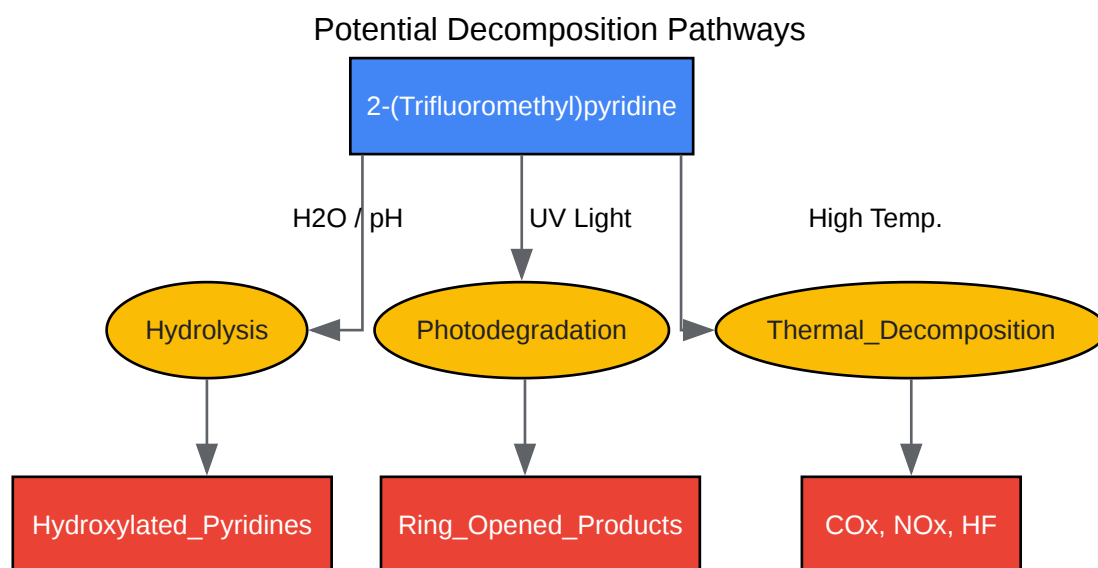 Potential Decomposition Pathways
2-(Trifluoromethyl)pyridine
H2O / pH
UV Light
High Temp.
Hydrolysis
Photodegradation
Thermal_Decomposition
Hydroxylated_Pyridines
Ring_Opened_Products
COx, NOx, HF